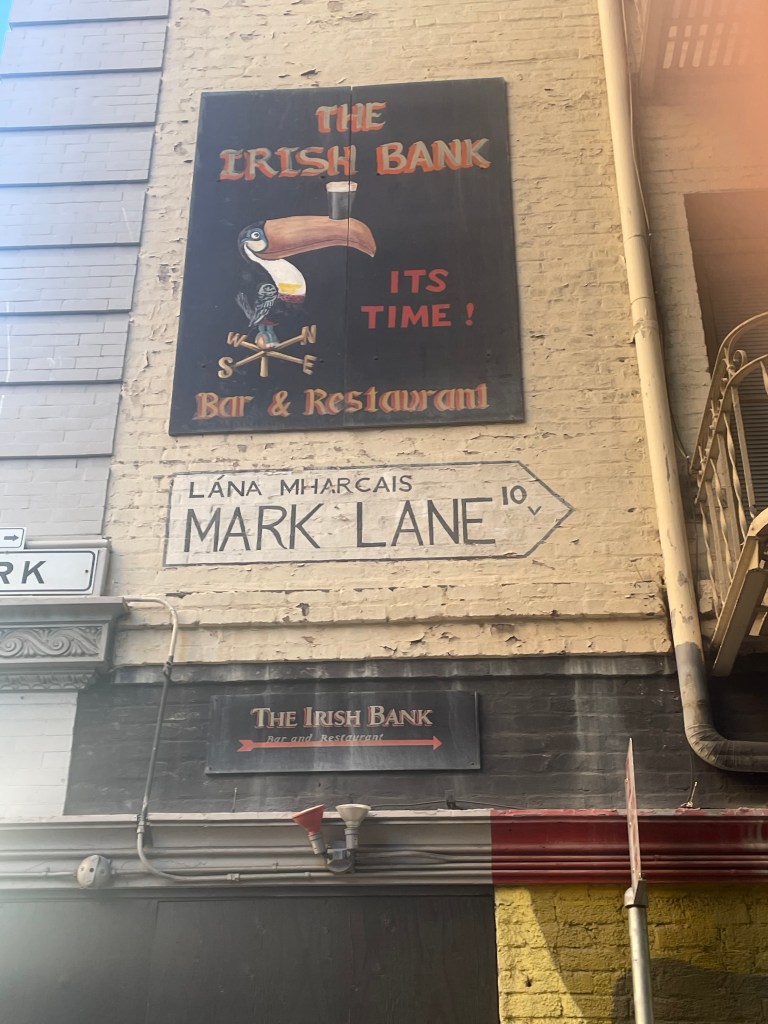 THE
IRISH BANK
ITS
TIME !
W N
S E
Bar & Restaurant
LÁNA MHARCAIS
MARK LANE 10 Y
RK
THE IRISH BANK
Bar and Restaurant